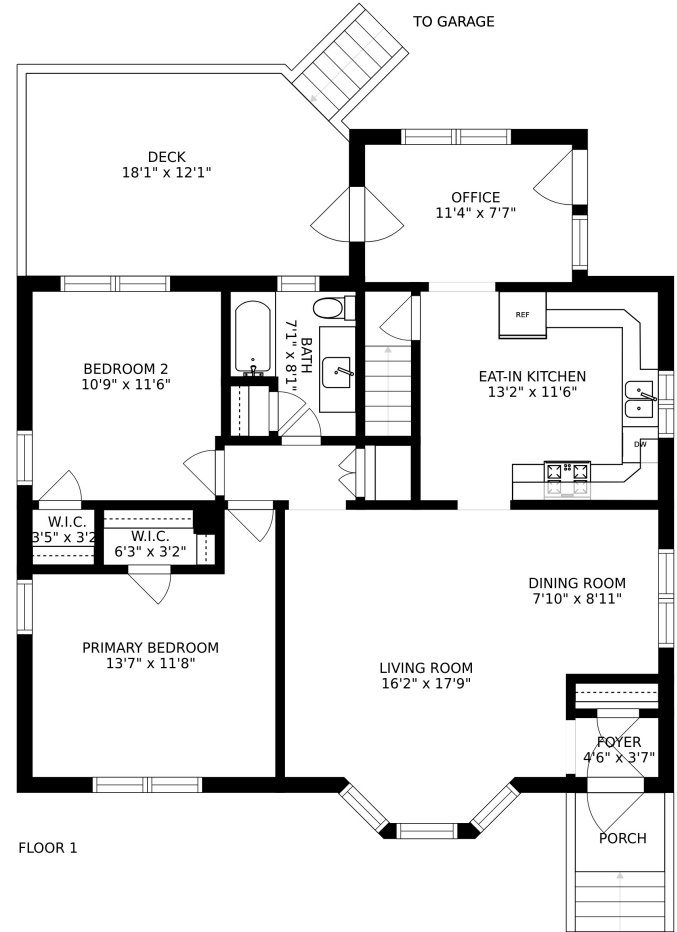 TO GARAGE
DECK
18'1" x 12'1"
OFFICE
11'4" x 7'7"
REF
BATH
7'1" x 8'1"
BEDROOM 2
10'9" x 11'6"
EAT-IN KITCHEN
13'2" x 11'6"
DW
W.I.C.
3'5" x 3'2
W.I.C.
6'3" x 3'2"
DINING ROOM
7'10" x 8'11"
PRIMARY BEDROOM
13'7" x 11'8"
LIVING ROOM
16'2" x 17'9"
FOYER
4'6" x 3'7"
PORCH
FLOOR 1